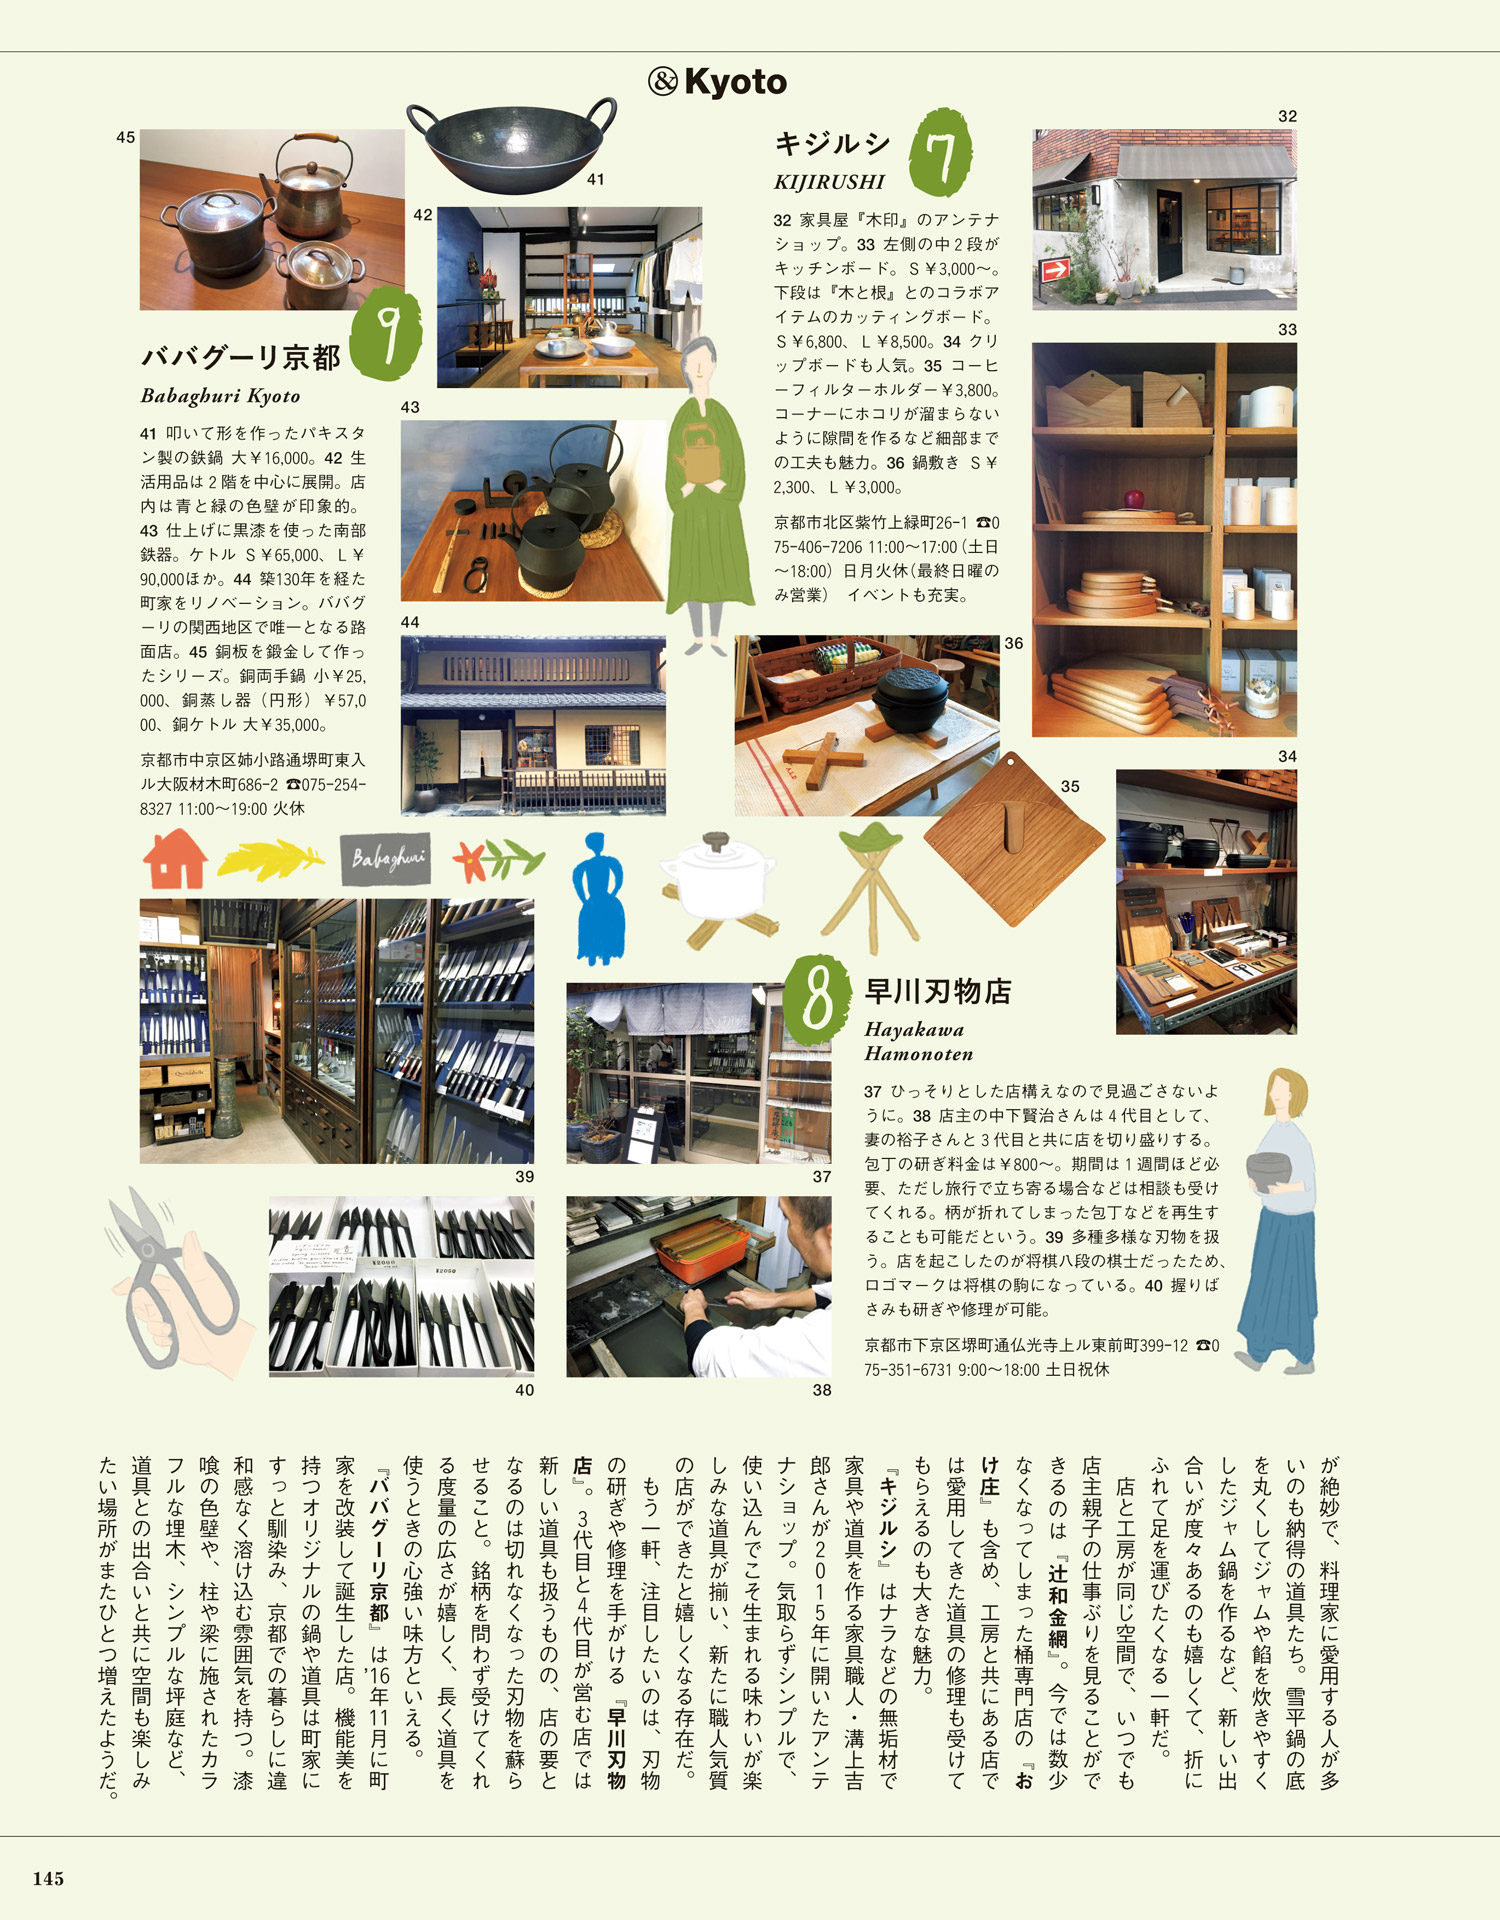 &Kyoto
キジルシ
7
KIJIRUSHI
32 家具屋『木印』のアンテナ
ショップ。33 左側の中2段が
キッチンボード。S¥3,000〜。
下段は『木と根』とのコラボア
イテムのカッティングボード。
S¥6,800、L¥8,500。34 クリ
ップボードも人気。35 コーヒ
ーフィルターホルダー¥3,800。
コーナーにホコリが溜まらない
ように隙間を作るなど細部まで
の工夫も魅力。36 鍋敷き S¥
2,300、L¥3,000。
京都市北区紫竹上緑町26-1 ☎0
75-406-7206 11:00〜17:00(土日
〜18:00) 日月火休(最終日曜の
み営業) イベントも充実。
32
33
34
35
36
8
早川刃物店
Hayakawa
Hamonoten
37 ひっそりとした店構えなので見過ごさないよ
うに。38 店主の中下賢治さんは4代目として、
妻の裕子さんと3代目と共に店を切り盛りする。
包丁の研ぎ料金は¥800〜。期間は1週間ほど必
要、ただし旅行で立ち寄る場合などは相談も受け
てくれる。柄が折れてしまった包丁などを再生す
ることも可能だという。39 多種多様な刃物を扱
う。店を起こしたのが将棋八段の棋士だったため、
ロゴマークは将棋の駒になっている。40 握りば
さみも研ぎや修理が可能。
京都市下京区堺町通仏光寺上ル東前町399-12 ☎0
75-351-6731 9:00〜18:00 土日祝休
37
38
39
40
¥2000
¥2050
9
ババグーリ京都
Babaghuri Kyoto
41 叩いて形を作ったパキスタ
ン製の鉄鍋 大¥16,000。42 生
活用品は2階を中心に展開。店
内は青と緑の色壁が印象的。
43 仕上げに黒漆を使った南部
鉄器。ケトル S¥65,000、L¥
90,000ほか。44 築130年を経た
町家をリノベーション。ババグ
ーリの関西地区で唯一となる路
面店。45 銅板を鍛金して作っ
たシリーズ。銅両手鍋 小¥25,
000、銅蒸し器(円形)¥57,0
00、銅ケトル 大¥35,000。
京都市中京区姉小路通堺町東入
ル大阪材木町686-2 ☎075-254-
8327 11:00〜19:00 火休
41
42
43
44
45
Babaghuri
が絶妙で、料理家に愛用する人が多
いのも納得の道具たち。雪平鍋の底
を丸くしてジャムや餡を炊きやすく
したジャム鍋を作るなど、新しい出
合いが度々あるのも嬉しくて、折に
ふれて足を運びたくなる一軒だ。
店と工房が同じ空間で、いつでも
店主親子の仕事ぶりを見ることがで
きるのは『辻和金網』。今では数少
なくなってしまった桶専門店の『お
け庄』も含め、工房と共にある店で
は愛用してきた道具の修理も受けて
もらえるのも大きな魅力。
『キジルシ』はナラなどの無垢材で
家具や道具を作る家具職人・溝上吉
郎さんが2015年に開いたアンテ
ナショップ。気取らずシンプルで、
使い込んでこそ生まれる味わいが楽
しみな道具が揃い、新たに職人気質
の店ができたと嬉しくなる存在だ。
もう一軒、注目したいのは、刃物
の研ぎや修理を手がける『早川刃物
店』。3代目と4代目が営む店では
新しい道具も扱うものの、店の要と
なるのは切れなくなった刃物を蘇ら
せること。銘柄を問わず受けてくれ
る度量の広さが嬉しく、長く道具を
使うときの心強い味方といえる。
『ババグーリ京都』は'16年11月に町
家を改装して誕生した店。機能美を
持つオリジナルの鍋や道具は町家に
すっと馴染み、京都での暮らしに違
和感なく溶け込む雰囲気を持つ。漆
喰の色壁や、柱や梁に施されたカラ
フルな埋木、シンプルな坪庭など、
道具との出合いと共に空間も楽しみ
たい場所がまたひとつ増えたようだ。
145